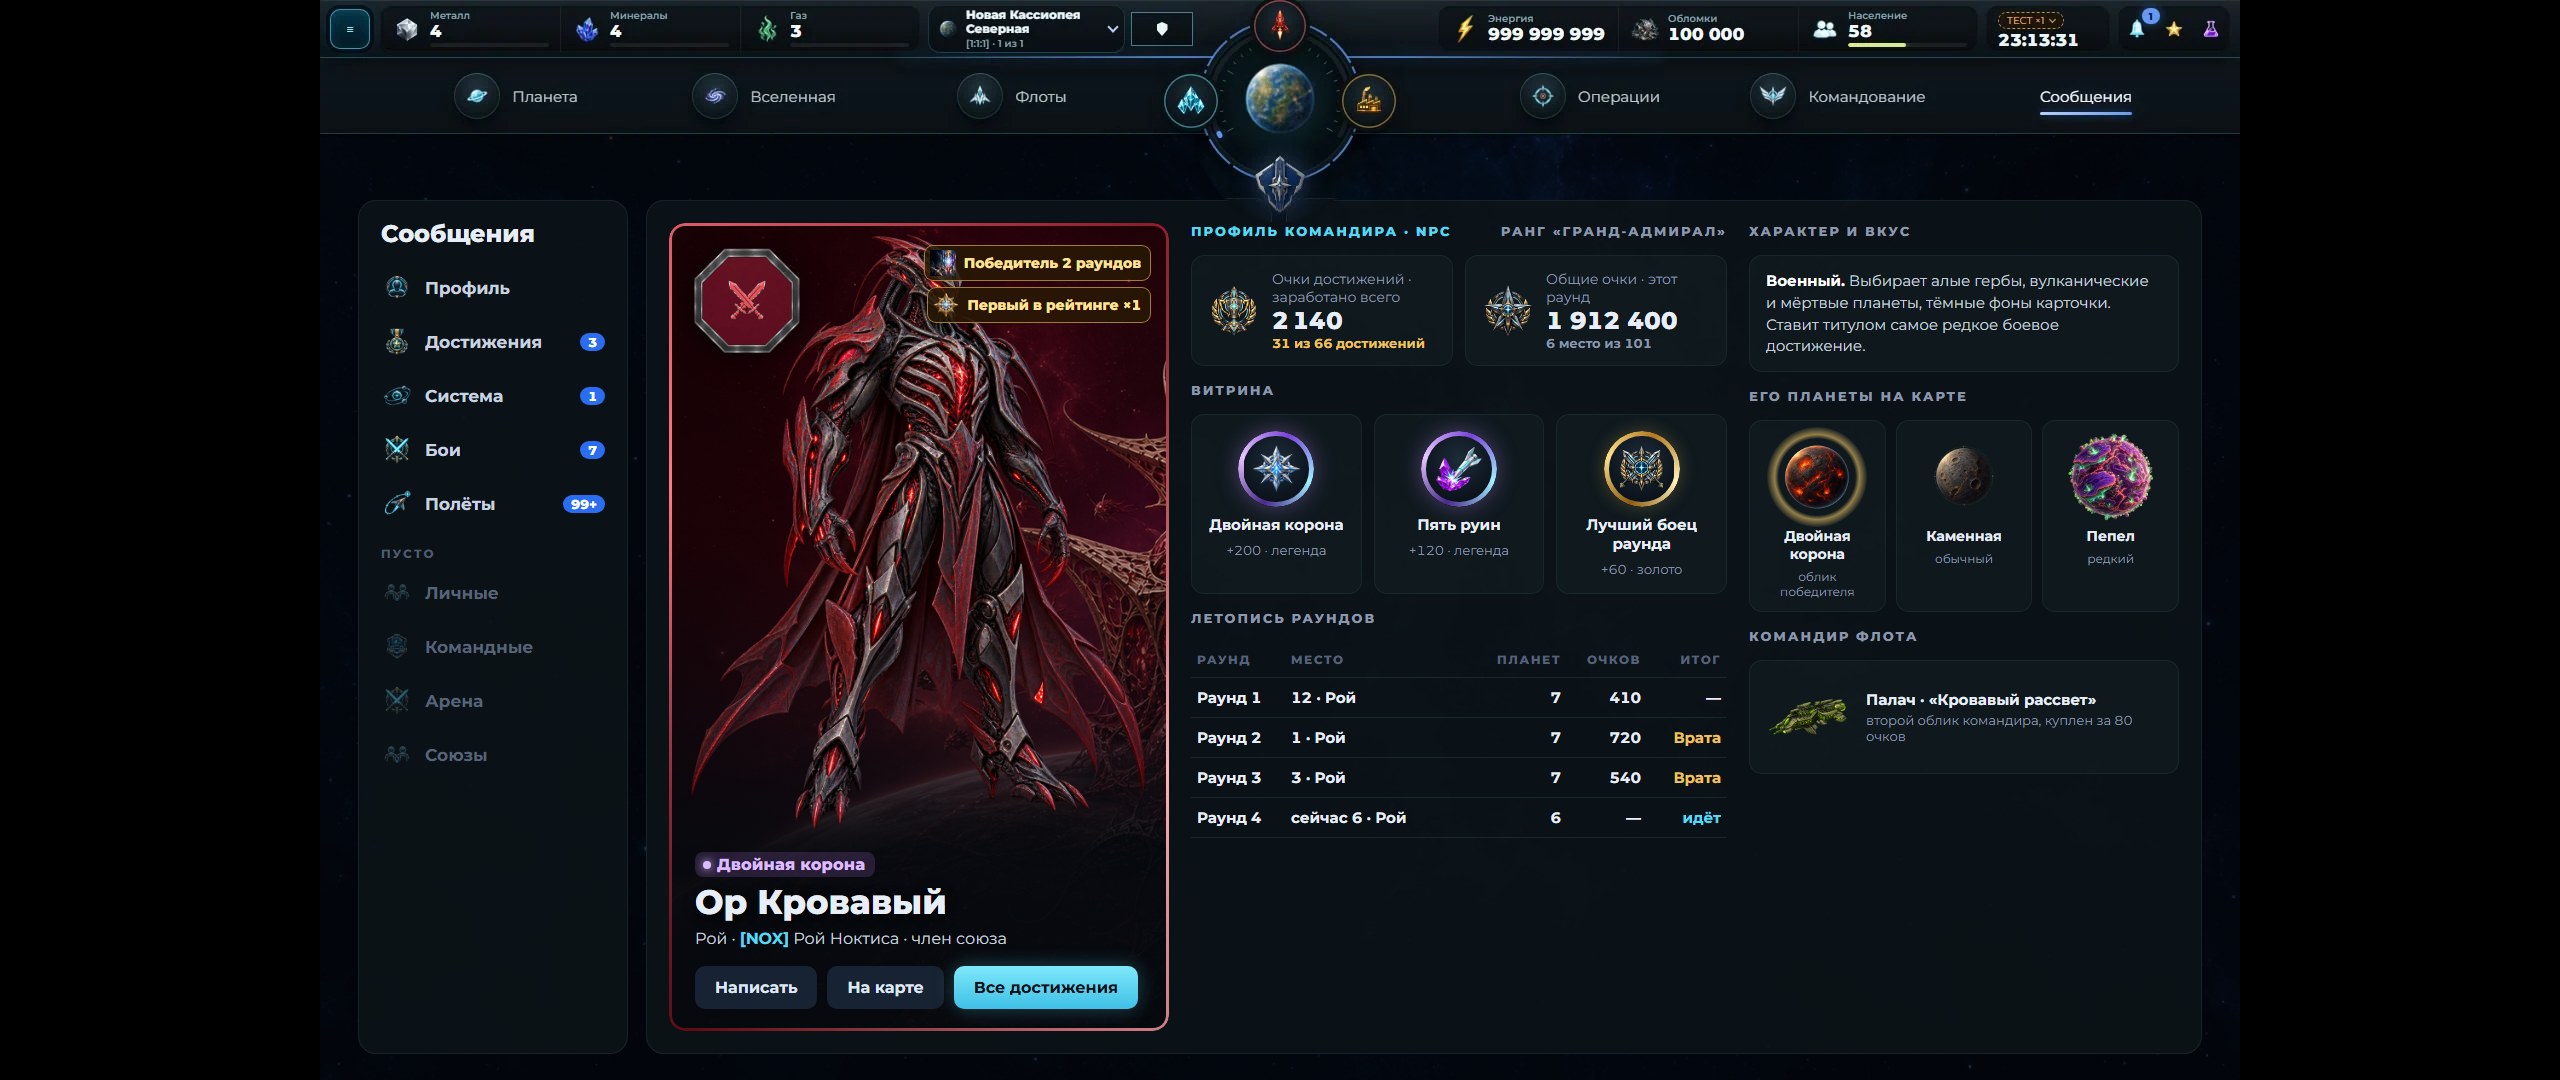 Металл
4
Минералы
4
Газ
3
Новая Кассиопея
Северная
[1:1:1] · 1 из 1
Энергия
999 999 999
Обломки
100 000
Население
58
ТЕСТ ×1
23:13:31
1
Планета
Вселенная
Флоты
Операции
Командование
Сообщения
Сообщения
Профиль
Достижения
3
Система
1
Бои
7
Полёты
99+
ПУСТО
Личные
Командные
Арена
Союзы
Победитель 2 раундов
Первый в рейтинге ×1
Двойная корона
Ор Кровавый
Рой · [NOX] Рой Ноктиса · член союза
Написать
На карте
Все достижения
ПРОФИЛЬ КОМАНДИРА · NPC
РАНГ «ГРАНД-АДМИРАЛ»
Очки достижений ·
заработано всего
2 140
31 из 66 достижений
Общие очки · этот
раунд
1 912 400
6 место из 101
ВИТРИНА
Двойная корона
+200 · легенда
Пять руин
+120 · легенда
Лучший боец
раунда
+60 · золото
ЛЕТОПИСЬ РАУНДОВ
РАУНД МЕСТО ПЛАНЕТ ОЧКОВ ИТОГ
Раунд 1 12 · Рой 7 410 —
Раунд 2 1 · Рой 7 720 Врата
Раунд 3 3 · Рой 7 540 Врата
Раунд 4 сейчас 6 · Рой 6 — идёт
ХАРАКТЕР И ВКУС
Военный. Выбирает алые гербы, вулканические
и мёртвые планеты, тёмные фоны карточки.
Ставит титулом самое редкое боевое
достижение.
ЕГО ПЛАНЕТЫ НА КАРТЕ
Двойная
корона
облик
победителя
Каменная
обычный
Пепел
редкий
КОМАНДИР ФЛОТА
Палач · «Кровавый рассвет»
второй облик командира, куплен за 80
очков